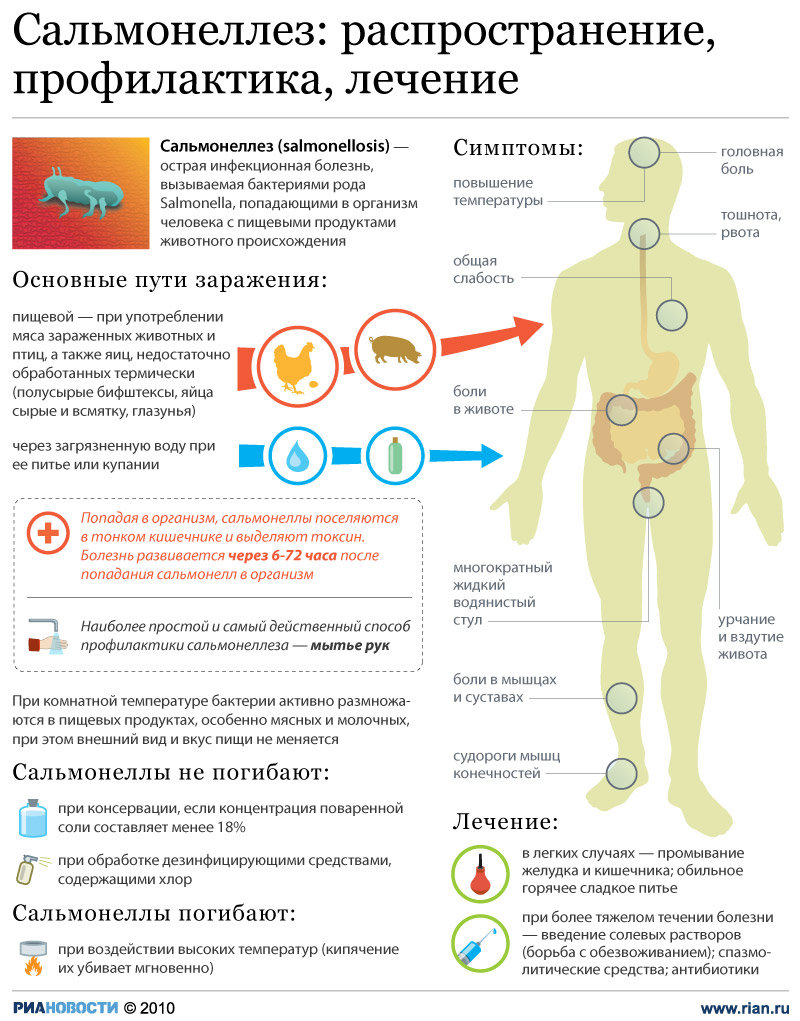 Сальмонеллез: распространение,
профилактика, лечение
Сальмонеллез (salmonellosis) —
острая инфекционная болезнь,
вызываемая бактериями рода
Salmonella, попадающими в организм
человека с пищевыми продуктами
животного происхождения
Основные пути заражения:
пищевой — при употреблении
мяса зараженных животных и
птиц, а также яиц, недостаточно
обработанных термически
(полусырые бифштексы, яйца
сырые и всмятку, глазунья)
через загрязненную воду при
ее питье или купании
Попадая в организм, сальмонеллы поселяются
в тонком кишечнике и выделяют токсин.
Болезнь развивается через 6-72 часа после
попадания сальмонелл в организм
Наиболее простой и самый действенный способ
профилактики сальмонеллеза — мытье рук
При комнатной температуре бактерии активно размножа-
ются в пищевых продуктах, особенно мясных и молочных,
при этом внешний вид и вкус пищи не меняется
Сальмонеллы не погибают:
при консервации, если концентрация поваренной
соли составляет менее 18%
при обработке дезинфицирующими средствами,
содержащими хлор
Сальмонеллы погибают:
при воздействии высоких температур (кипячение
их убивает мгновенно)
Симптомы:
головная
боль
повышение
температуры
тошнота,
рвота
общая
слабость
боли
в животе
многократный
жидкий
водянистый
стул
урчание
и вздутие
живота
боли в мышцах
и суставах
судороги мышц
конечностей
Лечение:
в легких случаях — промывание
желудка и кишечника; обильное
горячее сладкое питье
при более тяжелом течении болезни
— введение солевых растворов
(борьба с обезвоживанием); спазмо-
литические средства; антибиотики
РИАНОВОСТИ © 2010
www.rian.ru